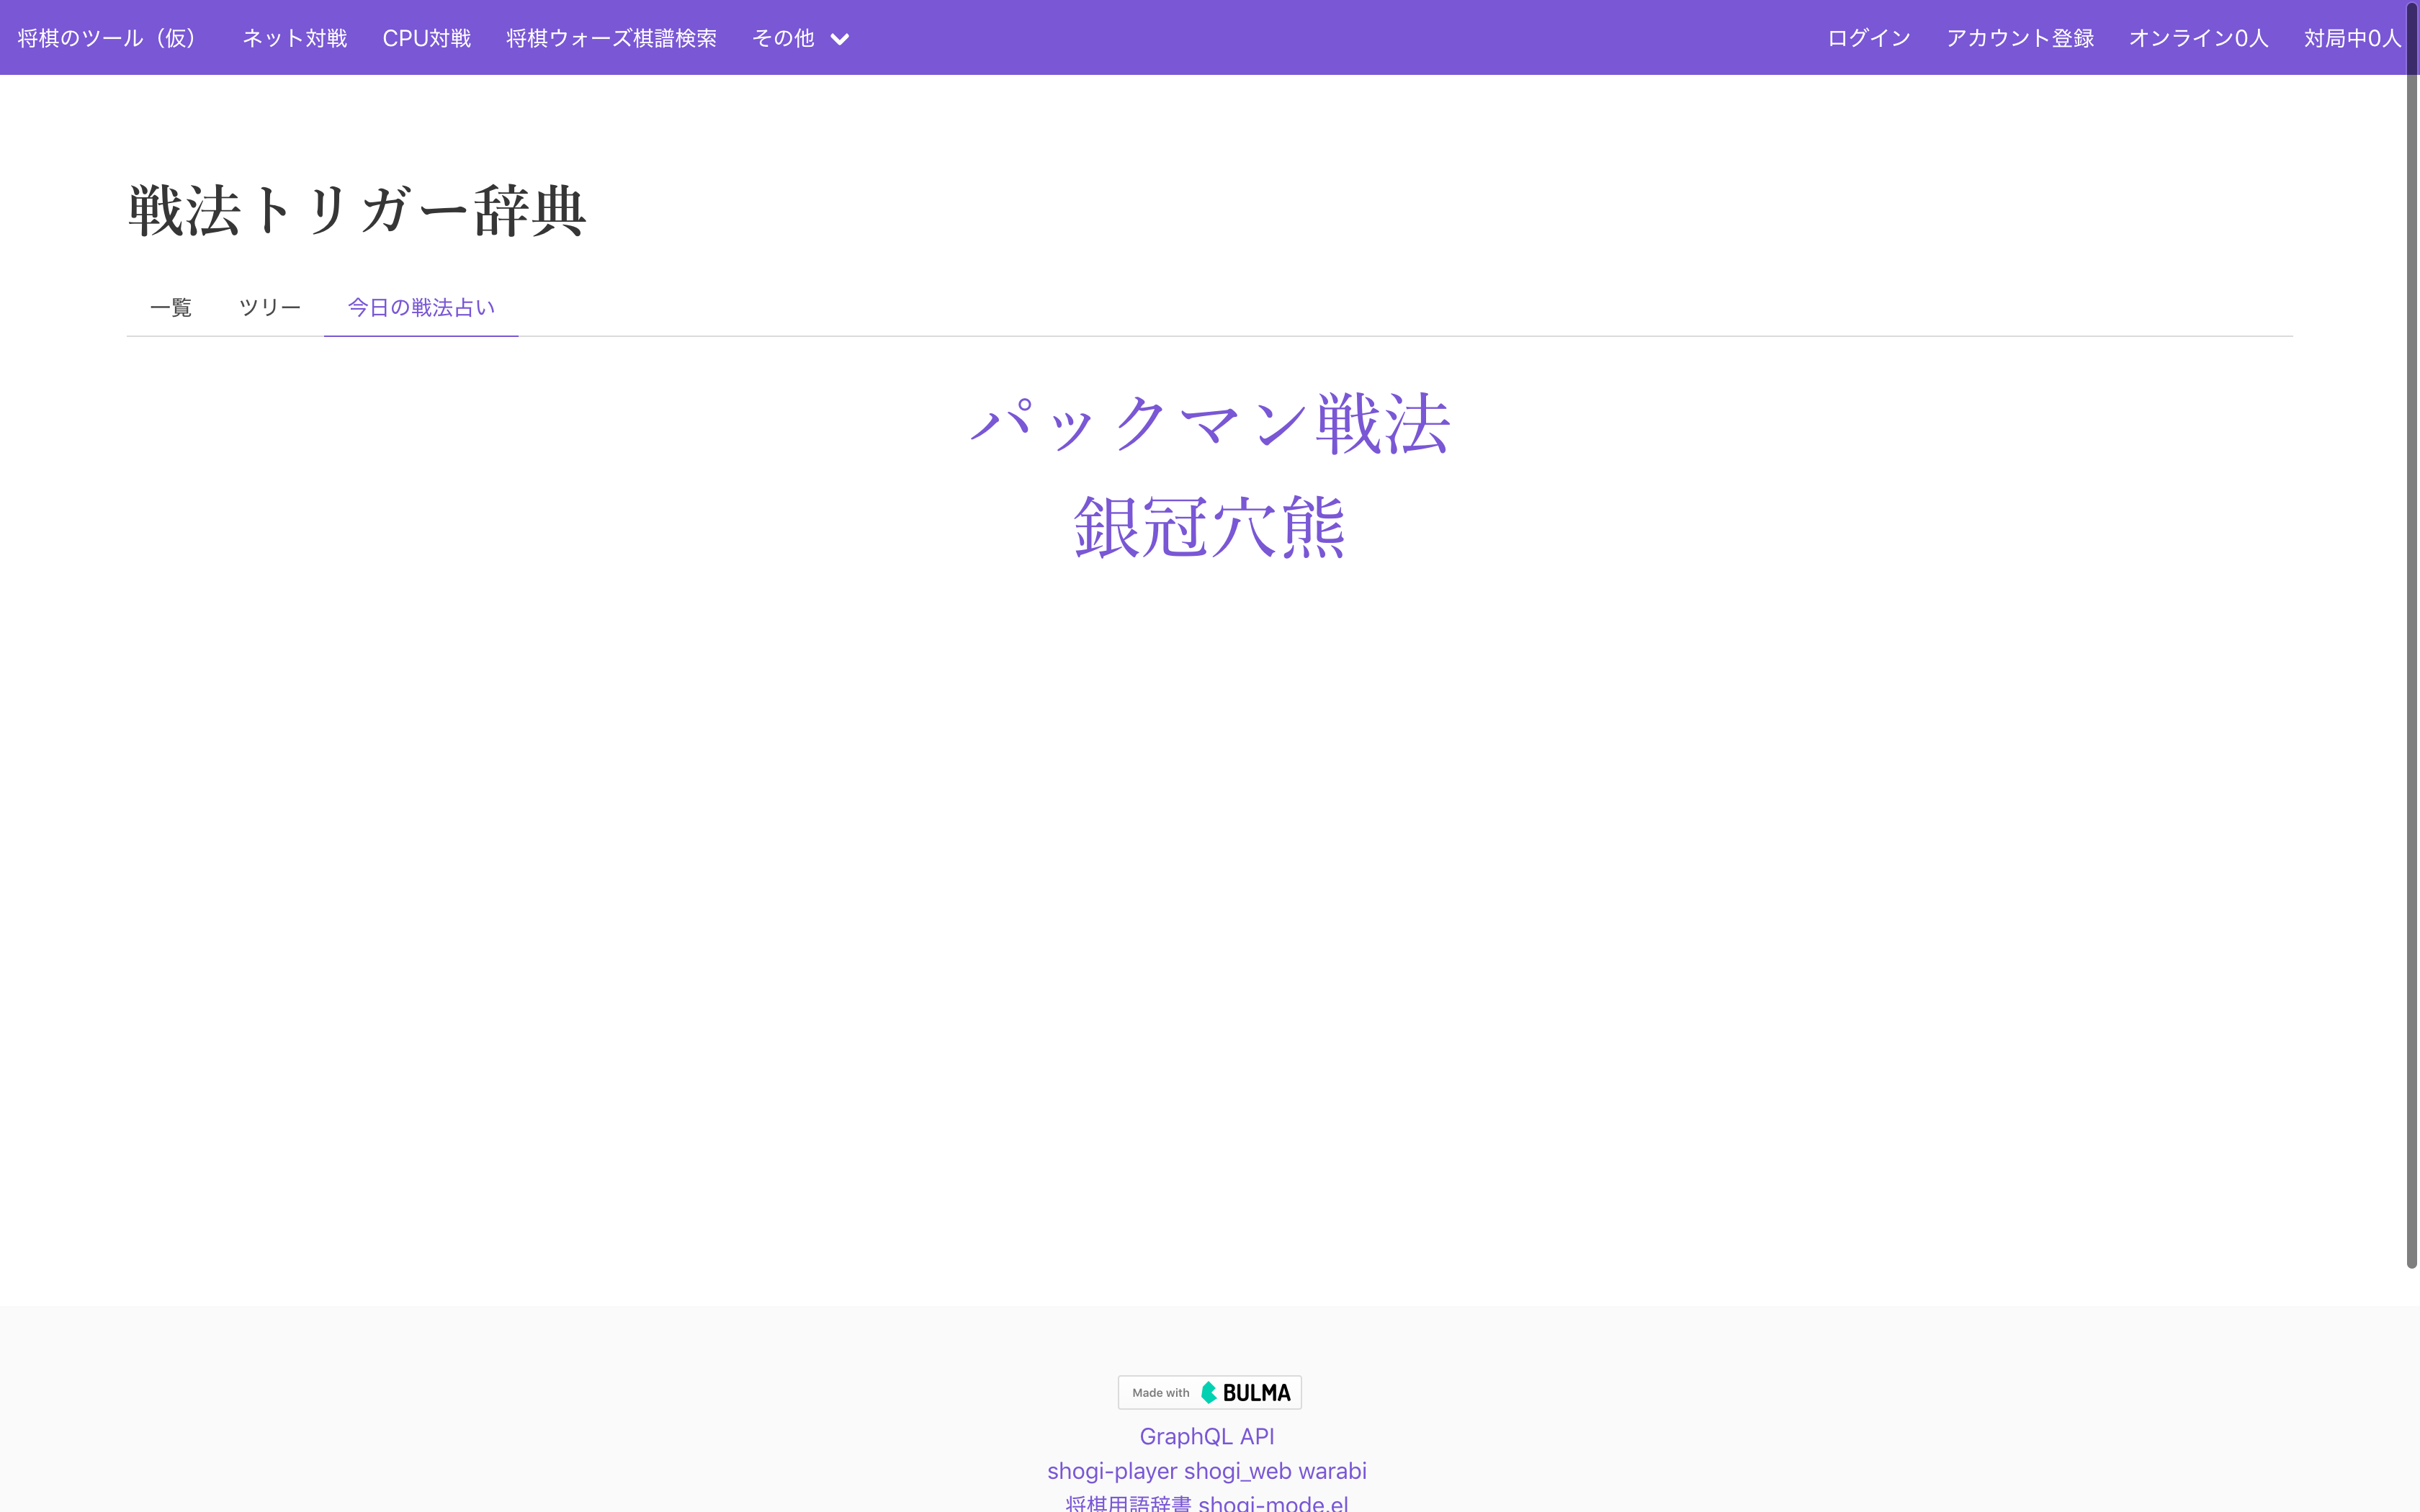 将棋のツール（仮） ネット対戦 CPU対戦 将棋ウォーズ棋譜検索 その他 ログイン アカウント登録 オンライン0人 対局中0人
戦法トリガー辞典
一覧 ツリー 今日の戦法占い
パックマン戦法
銀冠穴熊
Made with BULMA
GraphQL API
shogi-player shogi_web warabi
将棋用語辞書 shogi-mode.el